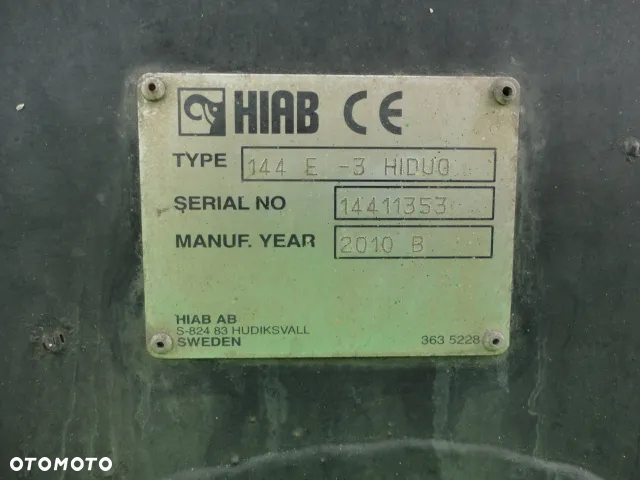 HIAB CE
TYPE 144 E -3 HIDUO
SERIAL NO 14411353
MANUF. YEAR 2010 B
HIAB AB
S-824 83 HUDIKSVALL
SWEDEN 363 5228
OTOMOTO